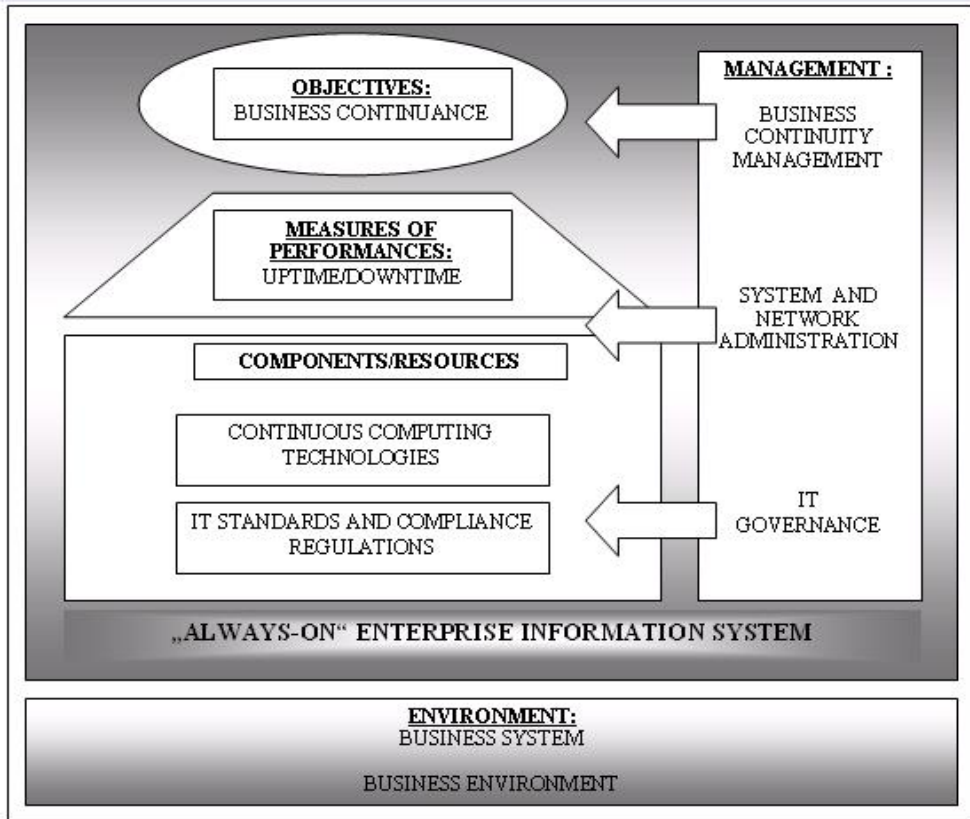 OBJECTIVES:
BUSINESS CONTINUANCE
MEASURES OF
PERFORMANCES:
UPTIME/DOWNTIME
COMPONENTS/RESOURCES
CONTINUOUS COMPUTING
TECHNOLOGIES
IT STANDARDS AND COMPLIANCE
REGULATIONS
MANAGEMENT :
BUSINESS
CONTINUITY
MANAGEMENT
SYSTEM AND
NETWORK
ADMINISTRATION
IT
GOVERNANCE
„ALWAYS-ON“ ENTERPRISE INFORMATION SYSTEM
ENVIRONMENT:
BUSINESS SYSTEM
BUSINESS ENVIRONMENT